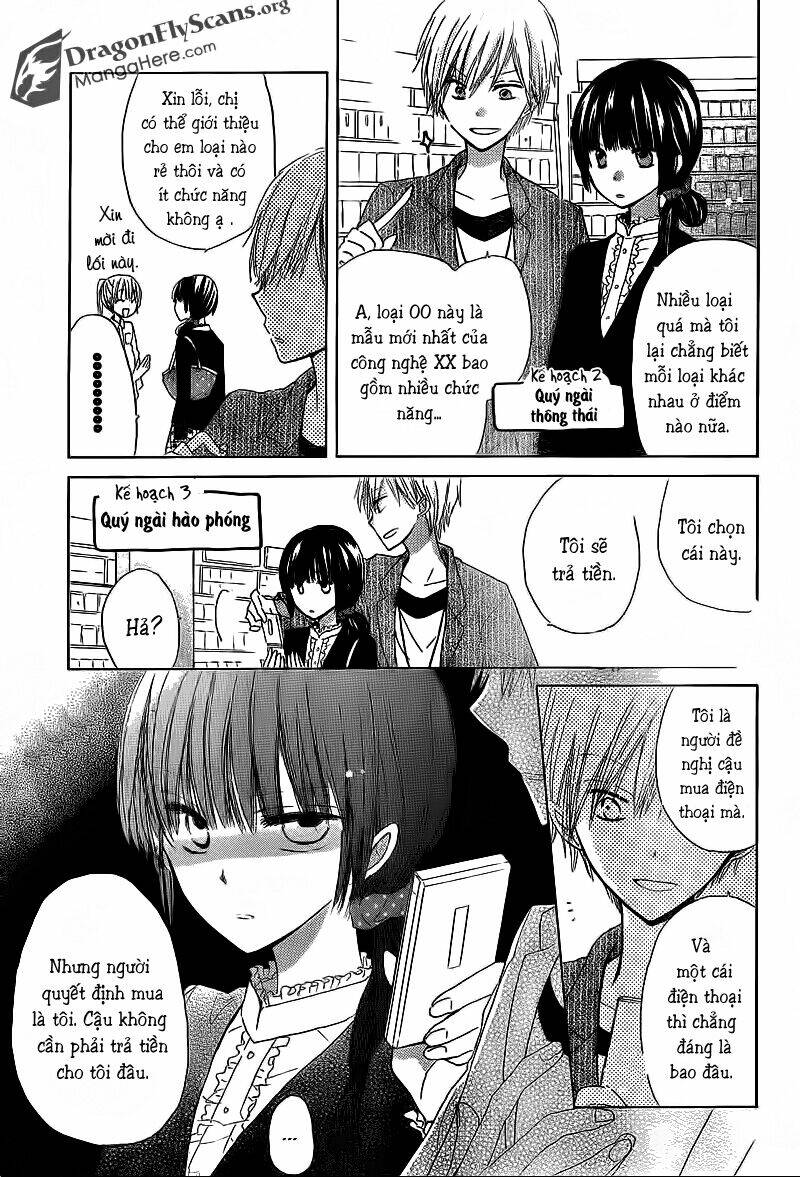 DragonFlyScans.org
MangaHere.com
Nhiều loại
quá mà tôi
lại chẳng biết
mỗi loại khác
nhau ở điểm
nào nữa.
A, loại OO này là
mẫu mới nhất của
công nghệ XX bao
gồm nhiều chức
năng...
Kế hoạch 2
Quý ngài
thông thái
Xin lỗi, chị
có thể giới thiệu
cho em loại nào
rẻ thôi và có
ít chức năng
không ạ .
Xin
mời đi
lối này.
.........
Tôi chọn
cái này.
Tôi sẽ
trả tiền.
Kế hoạch 3
Quý ngài hào phóng
Hả?
Tôi là
người đề
nghị cậu
mua điện
thoại mà.
Và
một cái
điện thoại
thì chẳng
đáng là
bao đâu.
Nhưng người
quyết định mua
là tôi. Cậu không
cần phải trả tiền
cho tôi đâu.
...